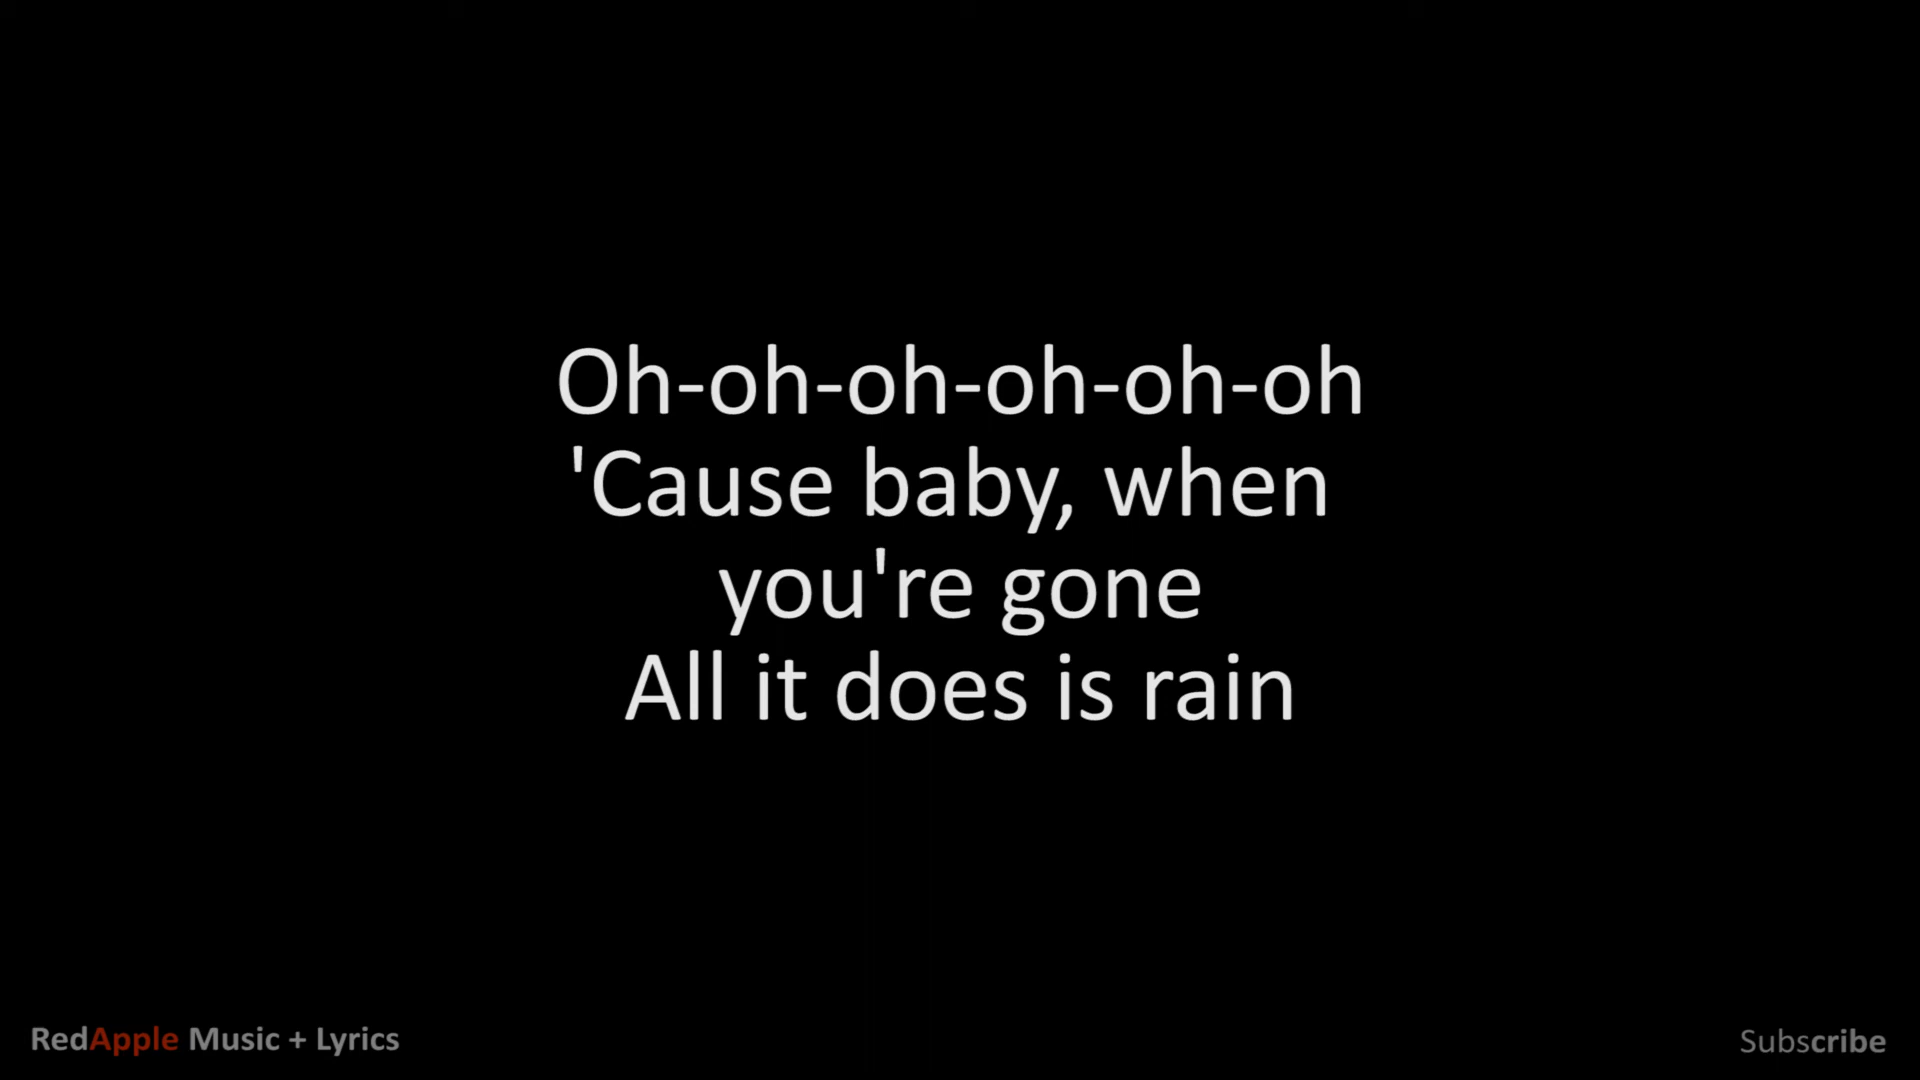 Oh-oh-oh-oh-oh-oh
'Cause baby, when
you're gone
All it does is rain
RedApple Music + Lyrics
Subscribe